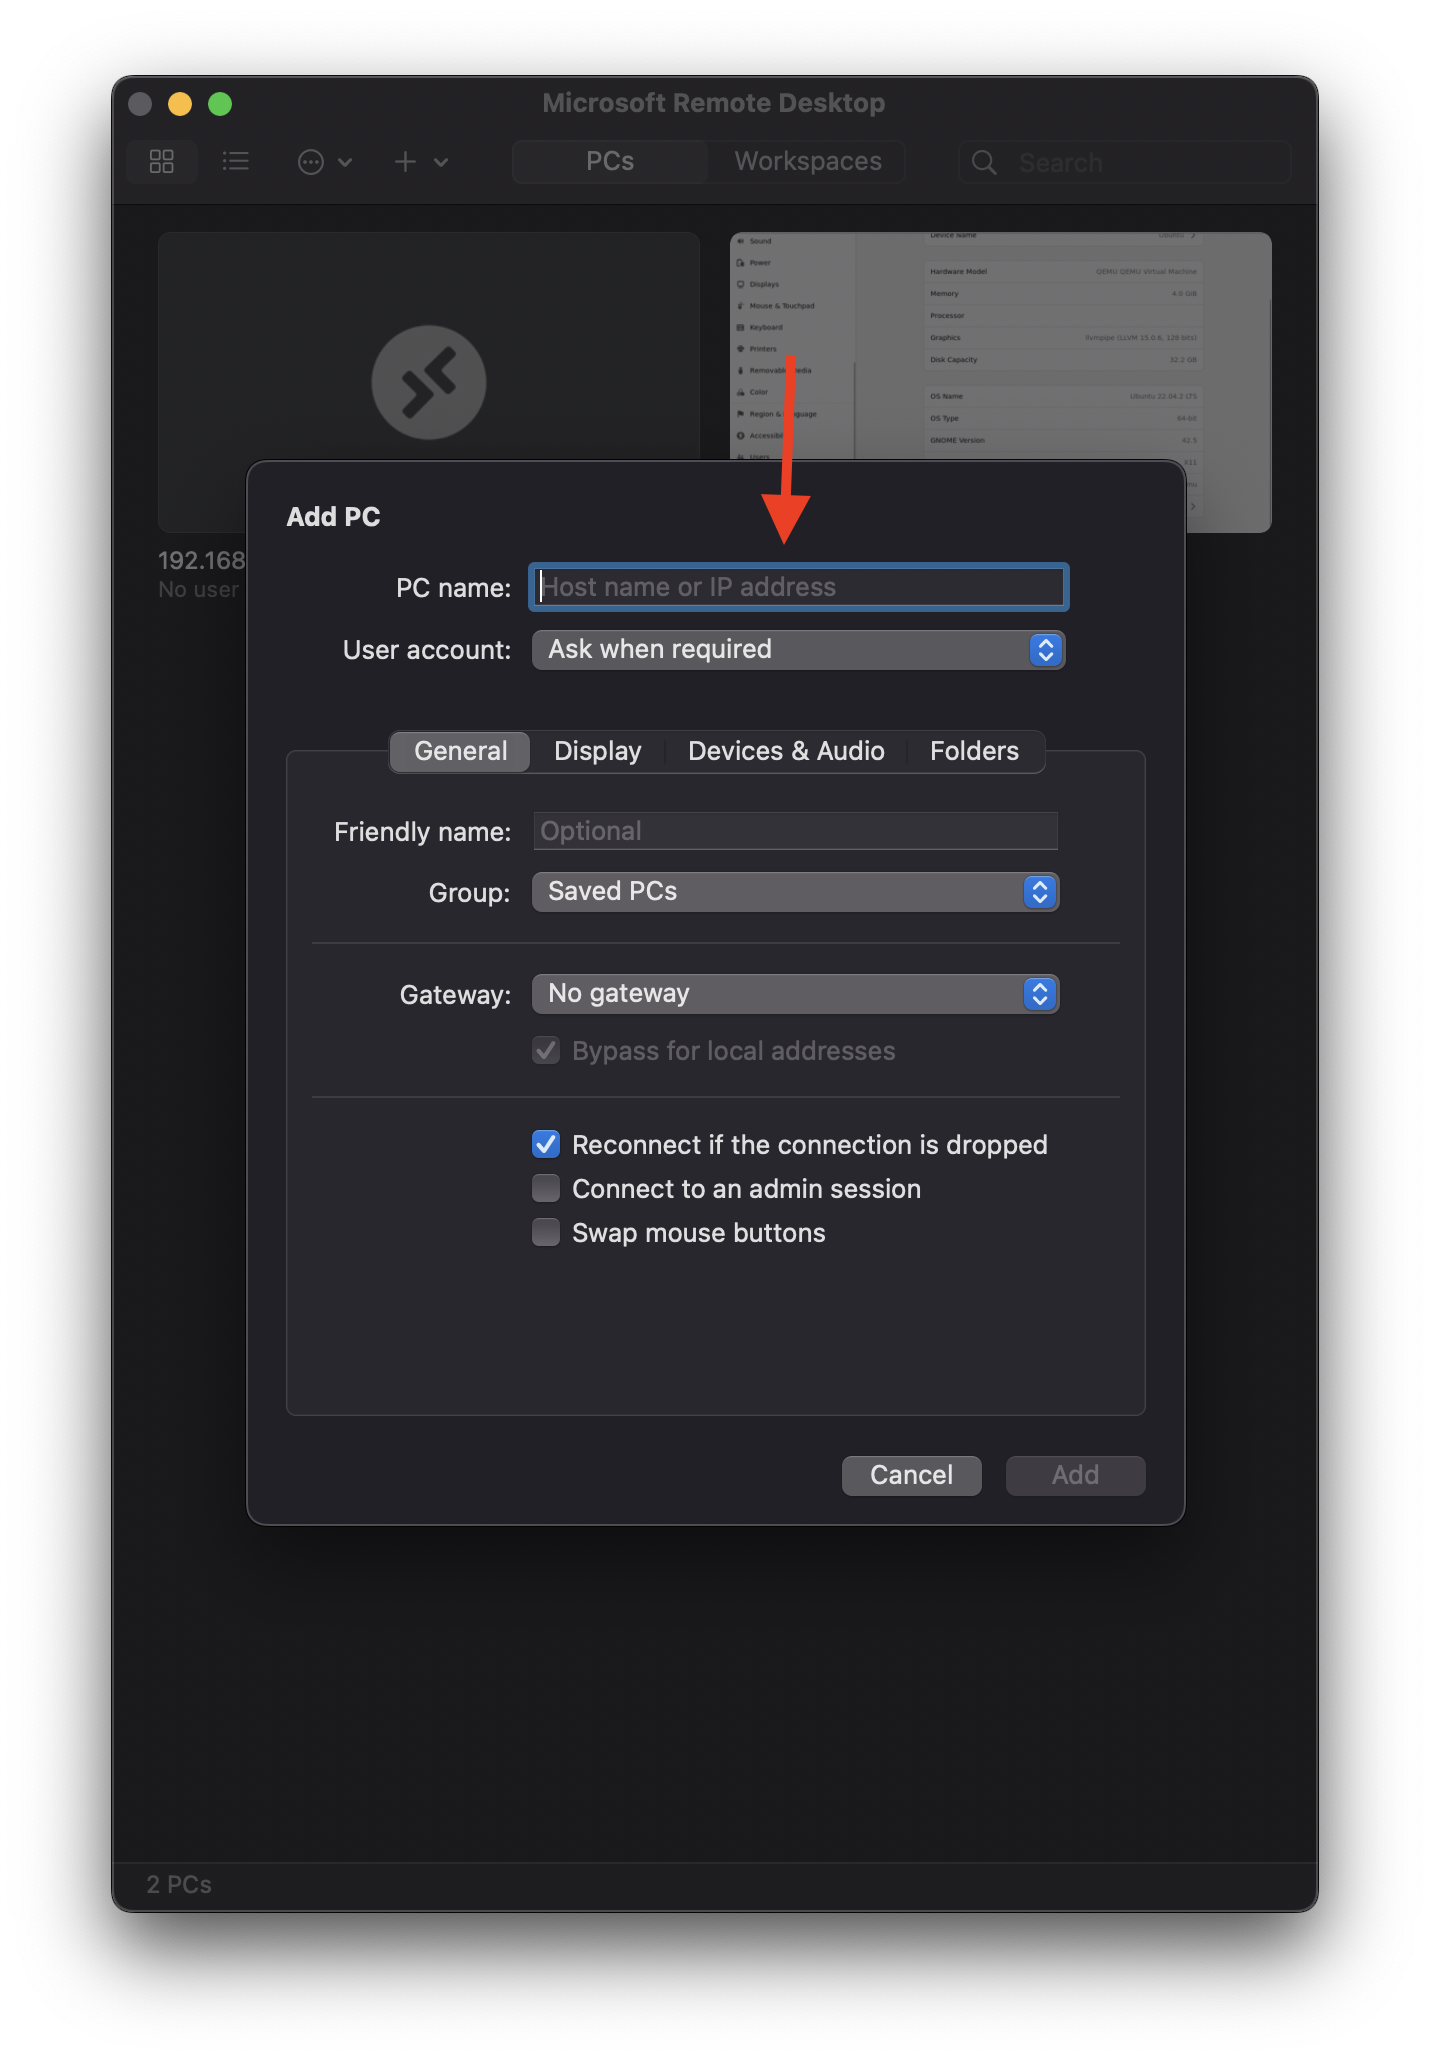 Microsoft Remote Desktop
PCs
Workspaces
Search
Sound
Power
Displays
Mouse & Touchpad
Keyboard
Printers
Color
Region &
Users
Device Name Ubuntu
Hardware Model QEMU QEMU Virtual Machine
Memory 4.0 GiB
Processor
Graphics llvmpipe (LLVM 15.0.6, 128 bits)
Disk Capacity 32.2 GB
OS Name Ubuntu 22.04.2 LTS
OS Type 64-bit
GNOME Version 42.5
X11
192.168
No user
Add PC
PC name: Host name or IP address
User account: Ask when required
General
Display
Devices & Audio
Folders
Friendly name: Optional
Group: Saved PCs
Gateway: No gateway
Bypass for local addresses
Reconnect if the connection is dropped
Connect to an admin session
Swap mouse buttons
Cancel
Add
2 PCs